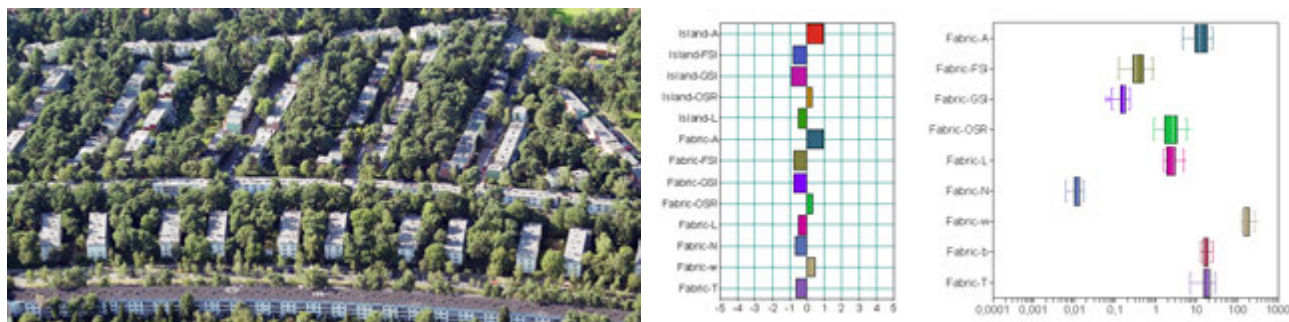 Island-A
Island-FSI
Island-GSI
Island-OSR
Island-L
Fabric-A
Fabric-FSI
Fabric-GSI
Fabric-OSR
Fabric-L
Fabric-N
Fabric-w
Fabric-T
-5 -4 -3 -2 -1 0 1 2 3 4 5
Fabric-A
Fabric-FSI
Fabric-GSI
Fabric-OSR
Fabric-L
Fabric-N
Fabric-w
Fabric-b
Fabric-T
0,0001 0,01 0,1 1 10 100 1000